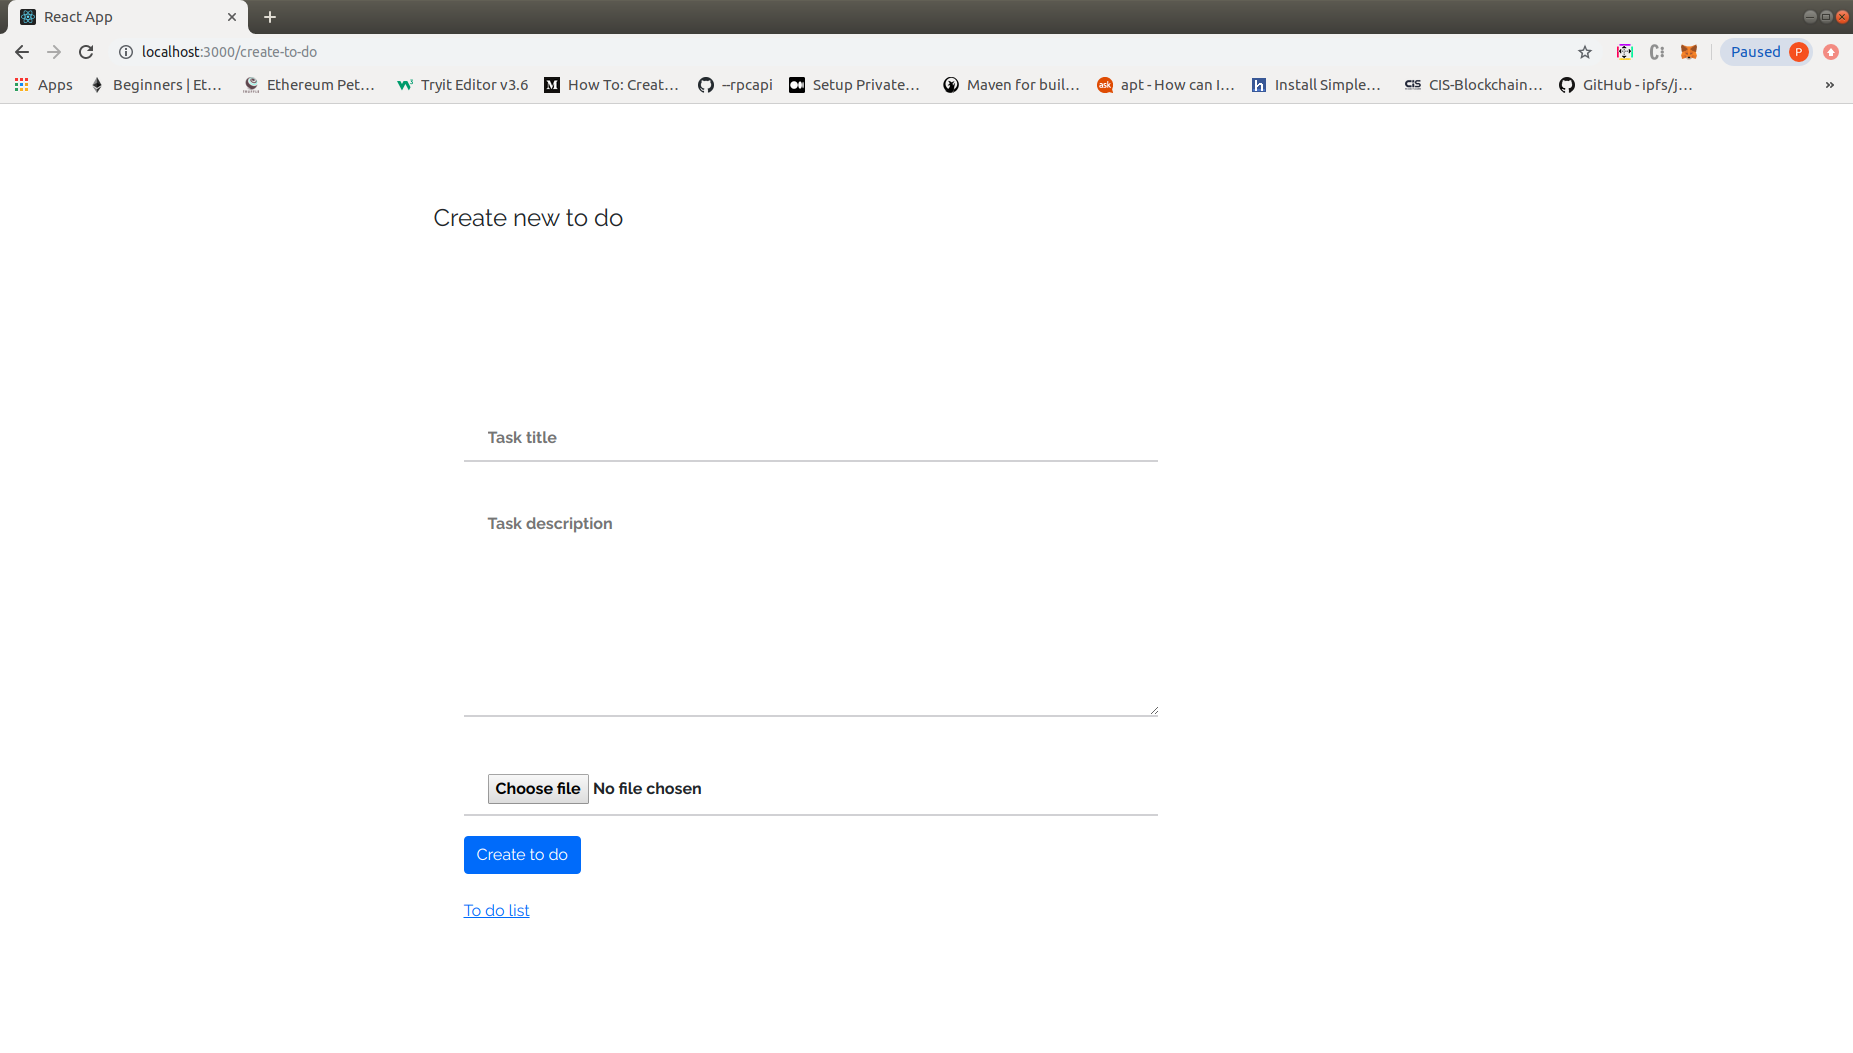 React App
localhost:3000/create-to-do
Paused P
Apps Beginners | Et... Ethereum Pet... Tryit Editor v3.6 How To: Creat... --rpcapi Setup Private... Maven for buil... apt - How can I... Install Simple... CIS-Blockchain... GitHub - ipfs/j... »
Create new to do
Task title
Task description
Choose file No file chosen
Create to do
To do list